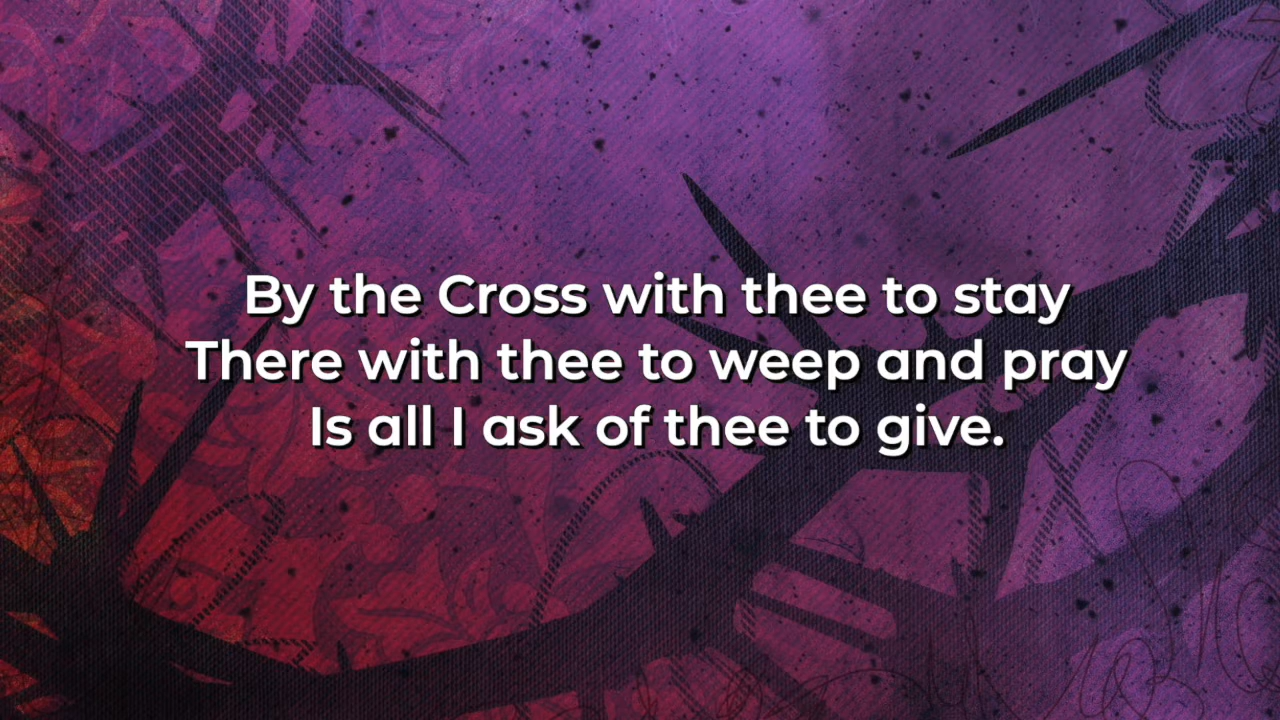 By the Cross with thee to stay
There with thee to weep and pray
Is all I ask of thee to give.